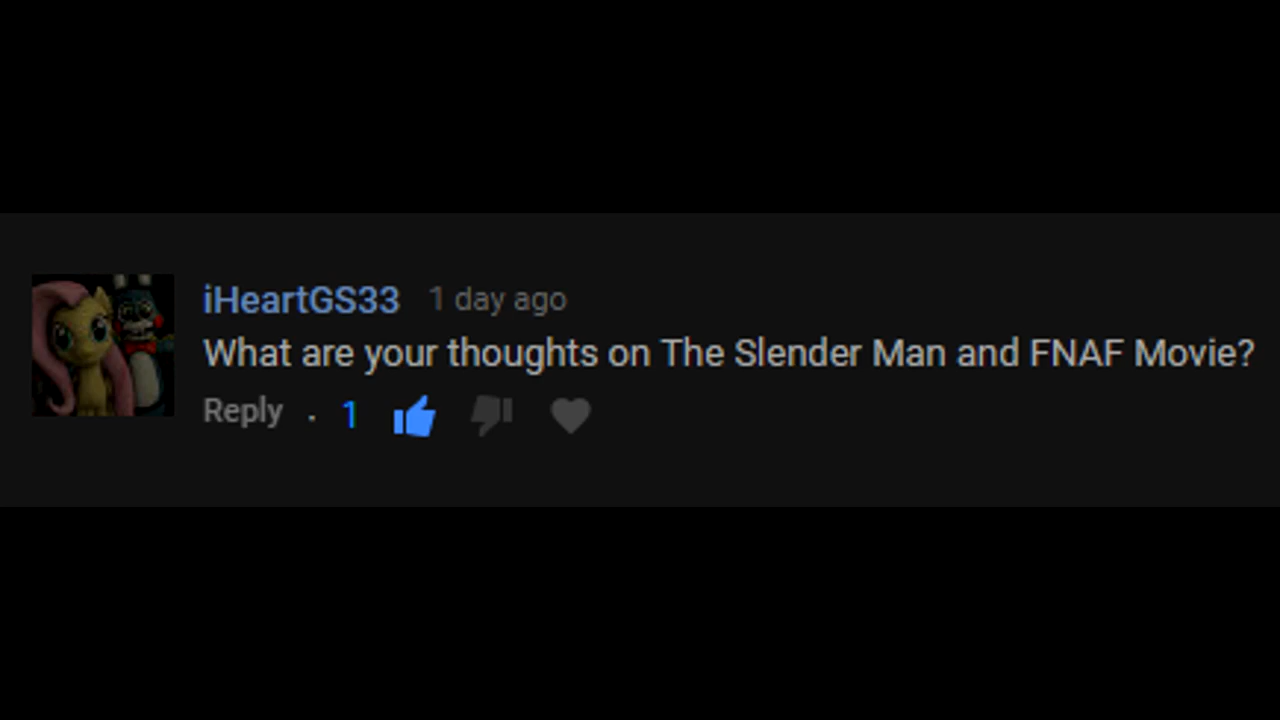 iHeartGS33 1 day ago
What are your thoughts on The Slender Man and FNAF Movie?
Reply . 1